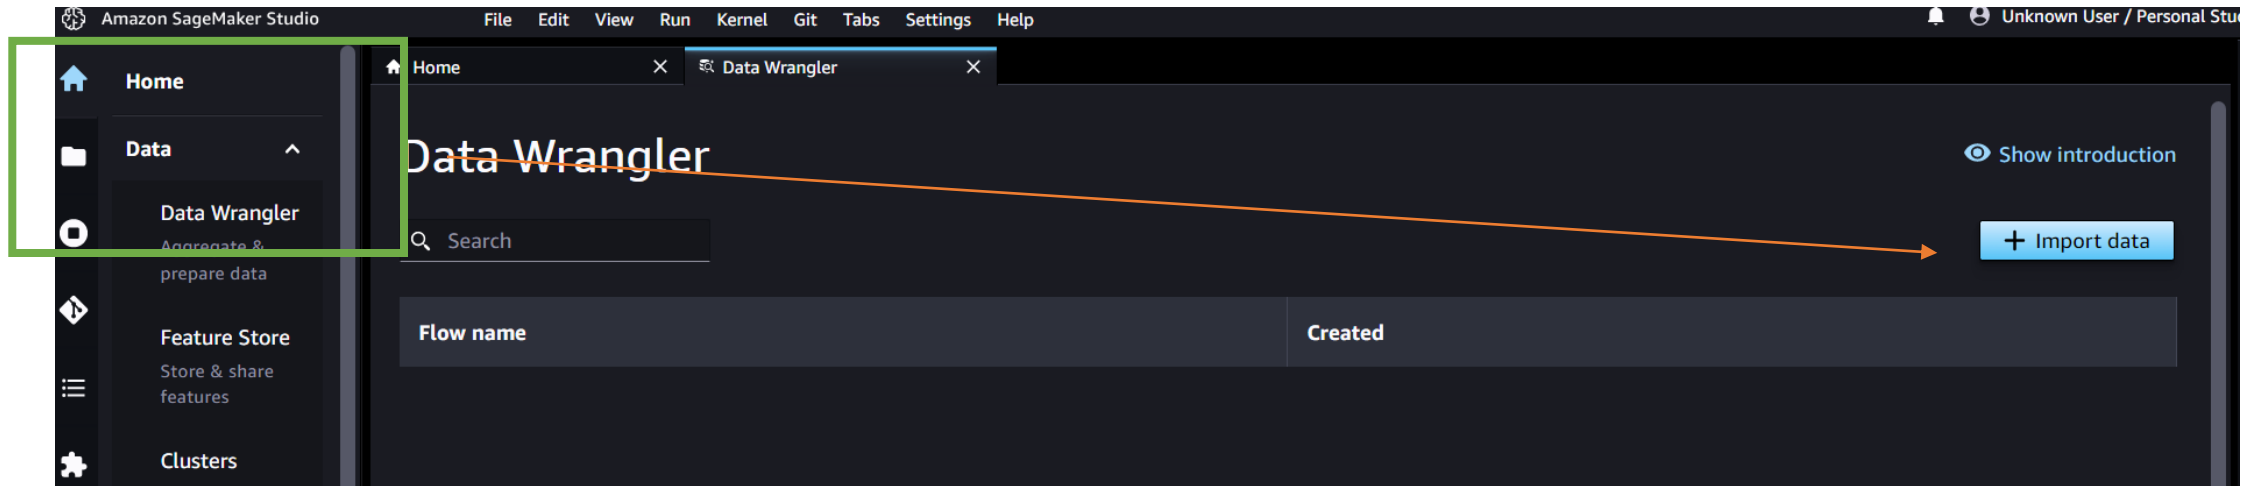 Amazon SageMaker Studio
File Edit View Run Kernel Git Tabs Settings Help
Unknown User / Personal Stu
Home
Data
Data Wrangler
Aggregate &
prepare data
Feature Store
Store & share
features
Clusters
Home
Data Wrangler
Data Wrangler
Show introduction
Search
Import data
Flow name
Created